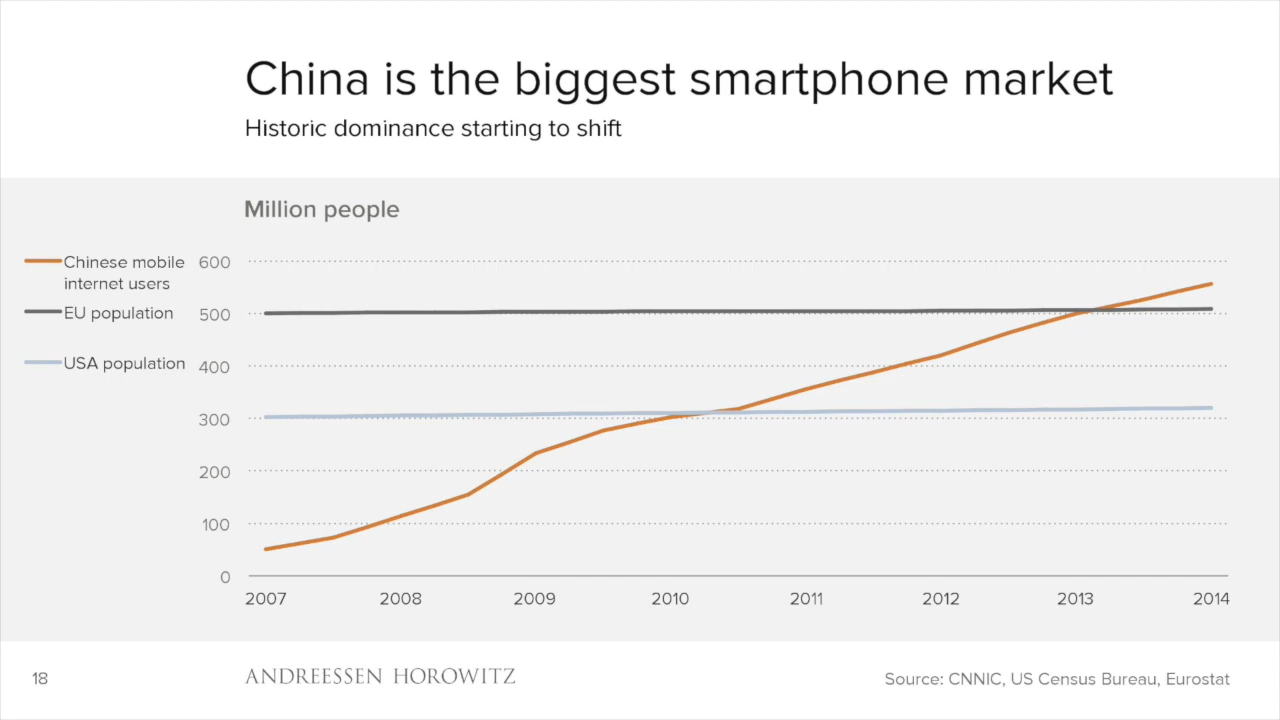 China is the biggest smartphone market
Historic dominance starting to shift
Million people
Chinese mobile
internet users
EU population
USA population
600
500
400
300
200
100
0
2007 2008 2009 2010 2011 2012 2013 2014
18
ANDREESSEN HOROWITZ
Source: CNNIC, US Census Bureau, Eurostat